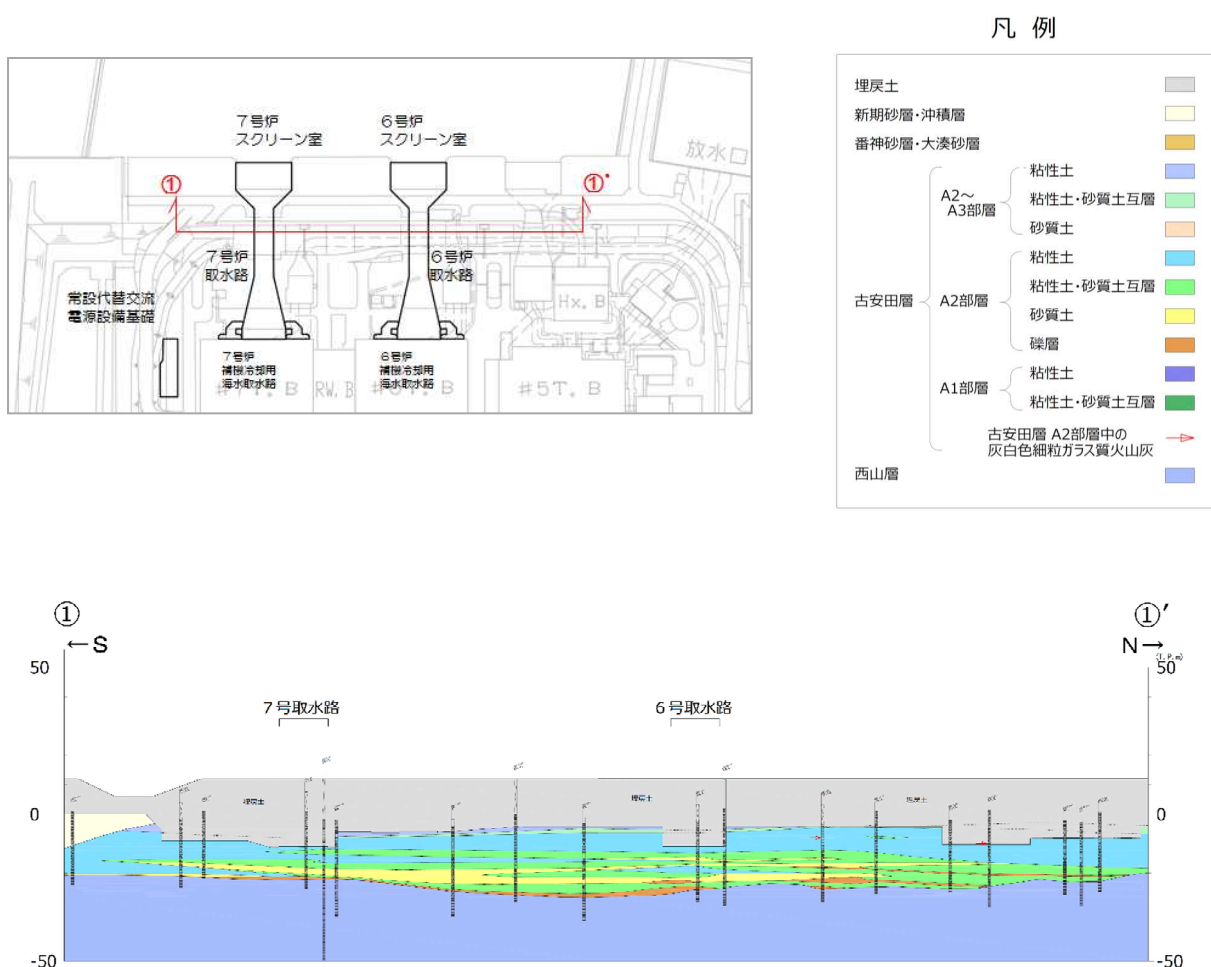 凡 例
埋戻土
新期砂層・沖積層
番神砂層・大湊砂層
古安田層
A2～
A3部層
粘性土
粘性土・砂質土互層
砂質土
A2部層
粘性土
粘性土・砂質土互層
砂質土
礫層
A1部層
粘性土
粘性土・砂質土互層
古安田層 A2部層中の
灰白色細粒ガラス質火山灰
西山層
7号炉
スクリーン室
6号炉
スクリーン室
放水口
①
①'
7号炉
取水路
6号炉
取水路
常設代替交流
電源設備基礎
Hx. B
7号炉
補機冷却用
海水取水路
6号炉
補機冷却用
海水取水路
RW. B
#5T. B
①
←S
①′
N→
(T.P.m)
50
50
7号取水路
6号取水路
0
0
埋戻土
埋戻土
埋戻土
-50
-50